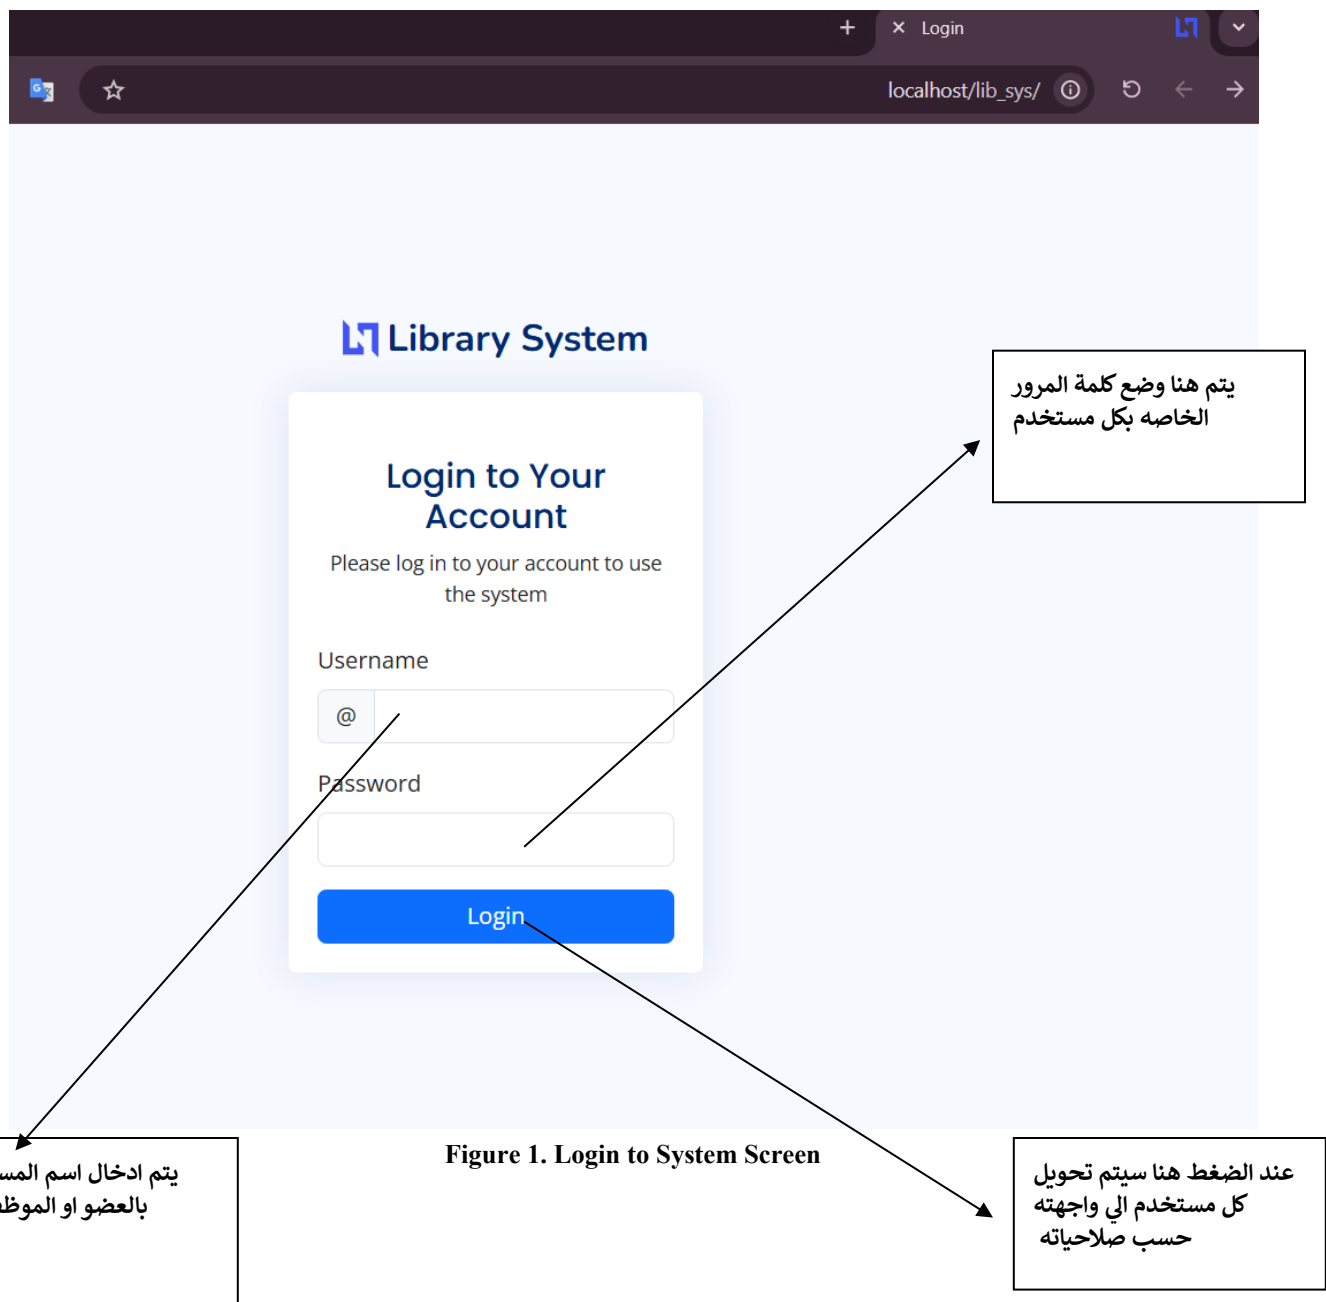 Login
localhost/lib_sys/
Library System
يتم هنا وضع كلمة المرور
الخاصه بكل مستخدم
Login to Your
Account
Please log in to your account to use
the system
Username
@
Password
Login
Figure 1. Login to System Screen
يتم ادخال اسم
بالعضو او
عند الضغط هنا سيتم تحويل
كل مستخدم الي واجهته
حسب صلاحياته